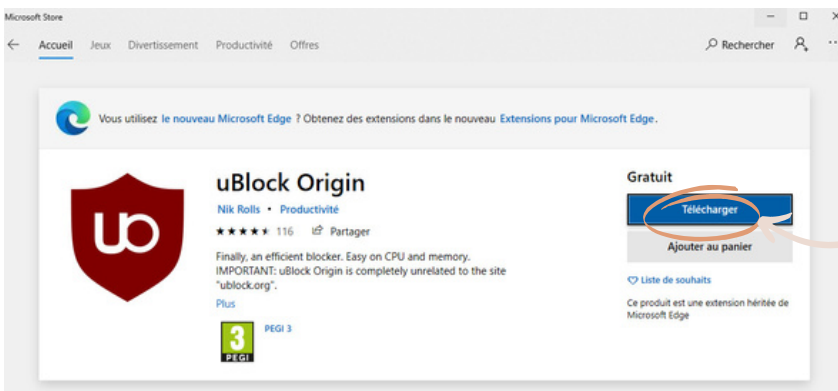 Microsoft Store
Accueil Jeux Divertissement Productivité Offres Rechercher
Vous utilisez le nouveau Microsoft Edge ? Obtenez des extensions dans le nouveau Extensions pour Microsoft Edge.
uBlock Origin
Nik Rolls • Productivité
116 Partager
Finally, an efficient blocker. Easy on CPU and memory.
IMPORTANT: uBlock Origin is completely unrelated to the site
"ublock.org".
Plus
3
PEGI
PEGI 3
uo
Gratuit
Télécharger
Ajouter au panier
Liste de souhaits
Ce produit est une extension héritée de
Microsoft Edge